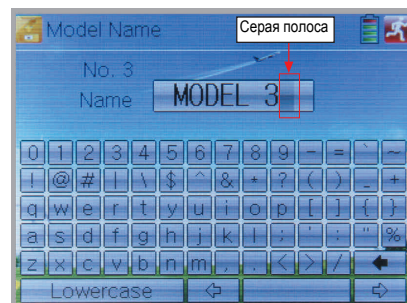 Model Name
Серая полоса
No. 3
Name MODEL 3
0 1 2 3 4 5 6 7 8 9 - = ` ~
! @ # | \ $ ^ & * ? ( ) _ +
q w e r t y u i o p [ ] { }
a s d f g h j k l ; ' : " %
z x c v b n m , . < > /
Lowercase